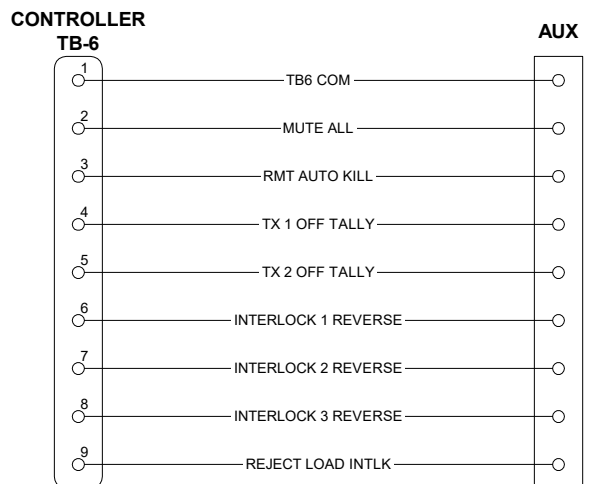 CONTROLLER
TB-6
AUX
1 TB6 COM
2 MUTE ALL
3 RMT AUTO KILL
4 TX 1 OFF TALLY
5 TX 2 OFF TALLY
6 INTERLOCK 1 REVERSE
7 INTERLOCK 2 REVERSE
8 INTERLOCK 3 REVERSE
9 REJECT LOAD INTLK